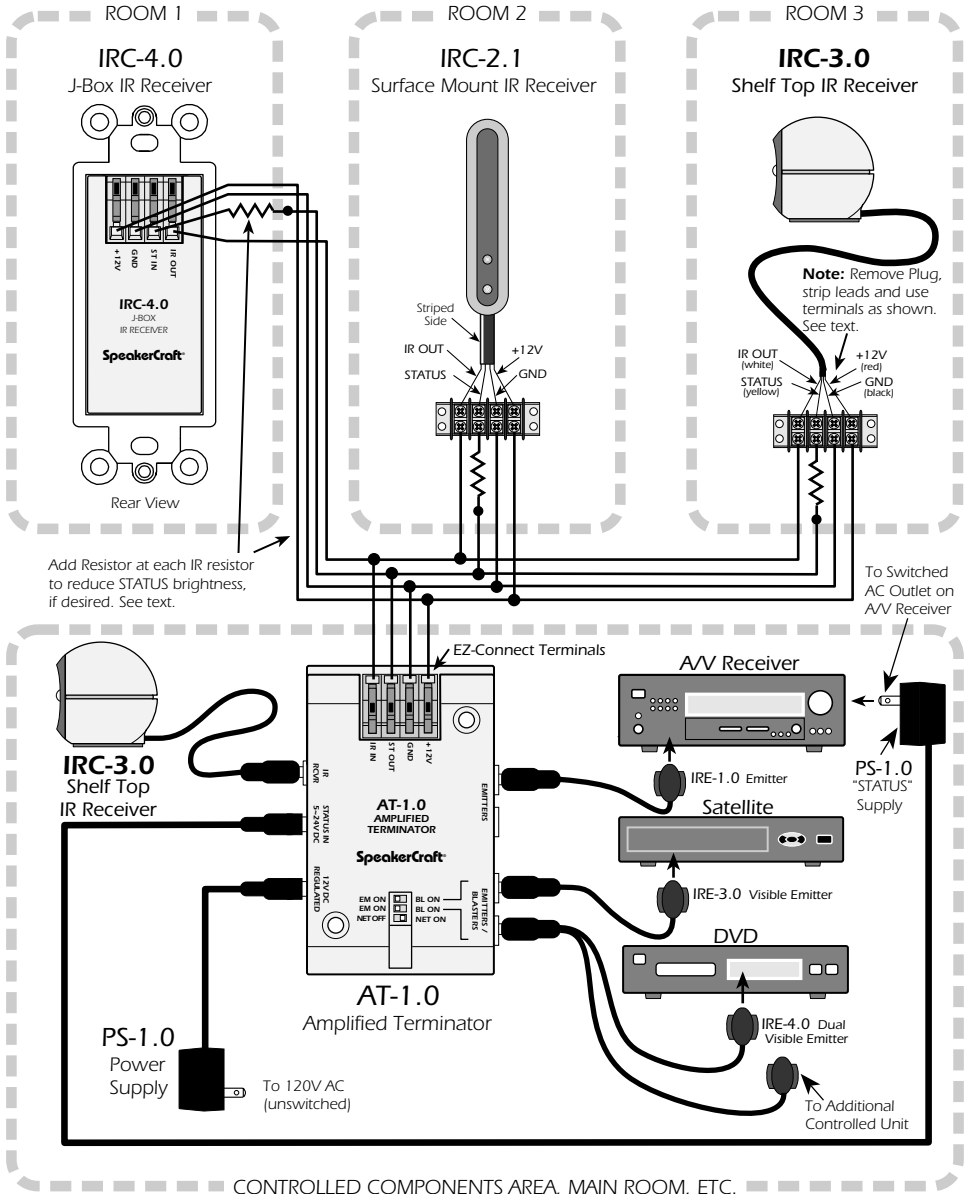 ROOM 1
ROOM 2
ROOM 3
IRC-4.0
J-Box IR Receiver
IRC-2.1
Surface Mount IR Receiver
IRC-3.0
Shelf Top IR Receiver
+12V
GND
ST IN
IR OUT
IRC-4.0
J-BOX
IR RECEIVER
SpeakerCraft
Rear View
Striped
Side
IR OUT
STATUS
+12V
GND
Note: Remove Plug,
strip leads and use
terminals as shown.
See text.
IR OUT
(white)
STATUS
(yellow)
+12V
(red)
GND
(black)
Add Resistor at each IR resistor
to reduce STATUS brightness,
if desired. See text.
To Switched
AC Outlet on
A/V Receiver
EZ-Connect Terminals
IRC-3.0
Shelf Top
IR Receiver
IR IN
ST OUT
GND
+12V
IR
RCVR
STATUS IN
5~24V DC
12V DC
REGULATED
EMITTERS
EMITTERS /
BLASTERS
AT-1.0
AMPLIFIED
TERMINATOR
SpeakerCraft
EM ON
BL ON
EM ON
BL ON
NET OFF
NET ON
AT-1.0
Amplified Terminator
A/V Receiver
IRE-1.0 Emitter
PS-1.0
"STATUS"
Supply
Satellite
IRE-3.0 Visible Emitter
DVD
IRE-4.0 Dual
Visible Emitter
To Additional
Controlled Unit
PS-1.0
Power
Supply
To 120V AC
(unswitched)
CONTROLLED COMPONENTS AREA, MAIN ROOM, ETC.